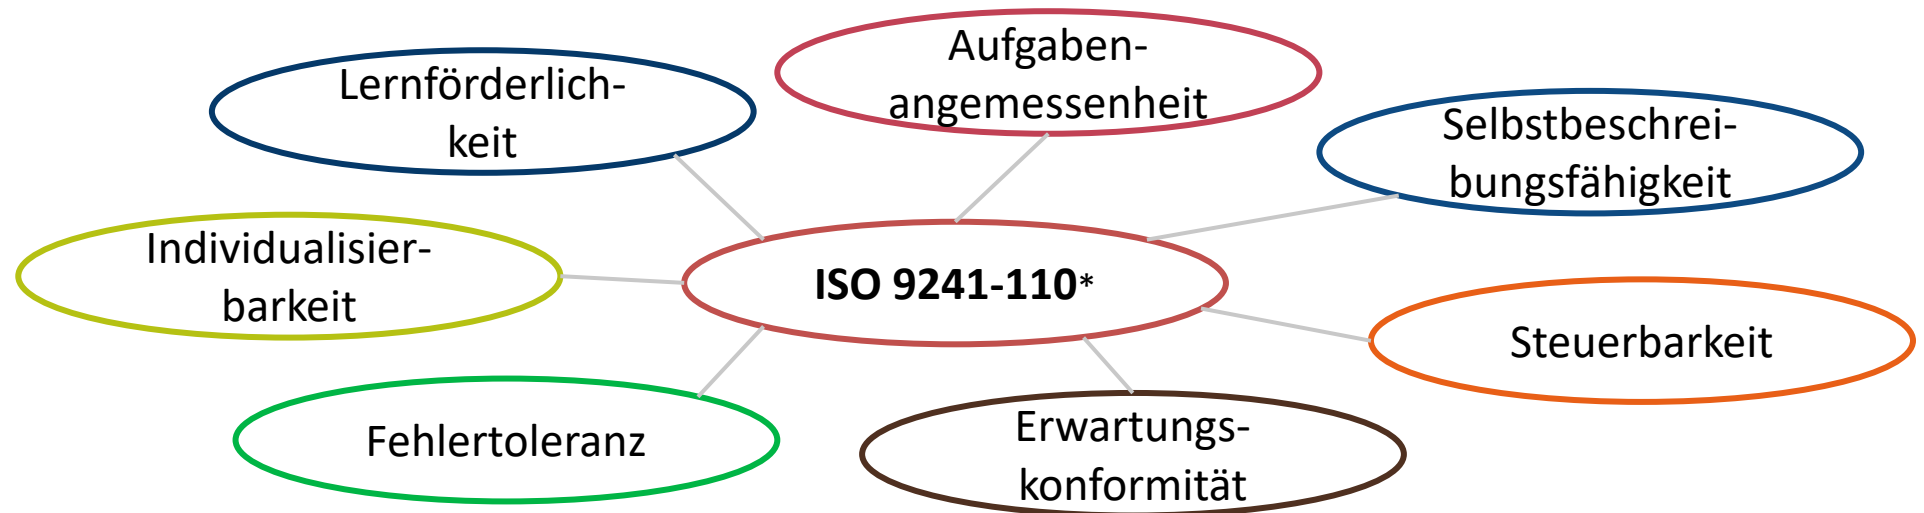 Aufgaben-
angemessenheit
Lernförderlich-
keit
Selbstbeschrei-
bungsfähigkeit
Individualisier-
barkeit
ISO 9241-110*
Steuerbarkeit
Fehlertoleranz
Erwartungs-
konformität